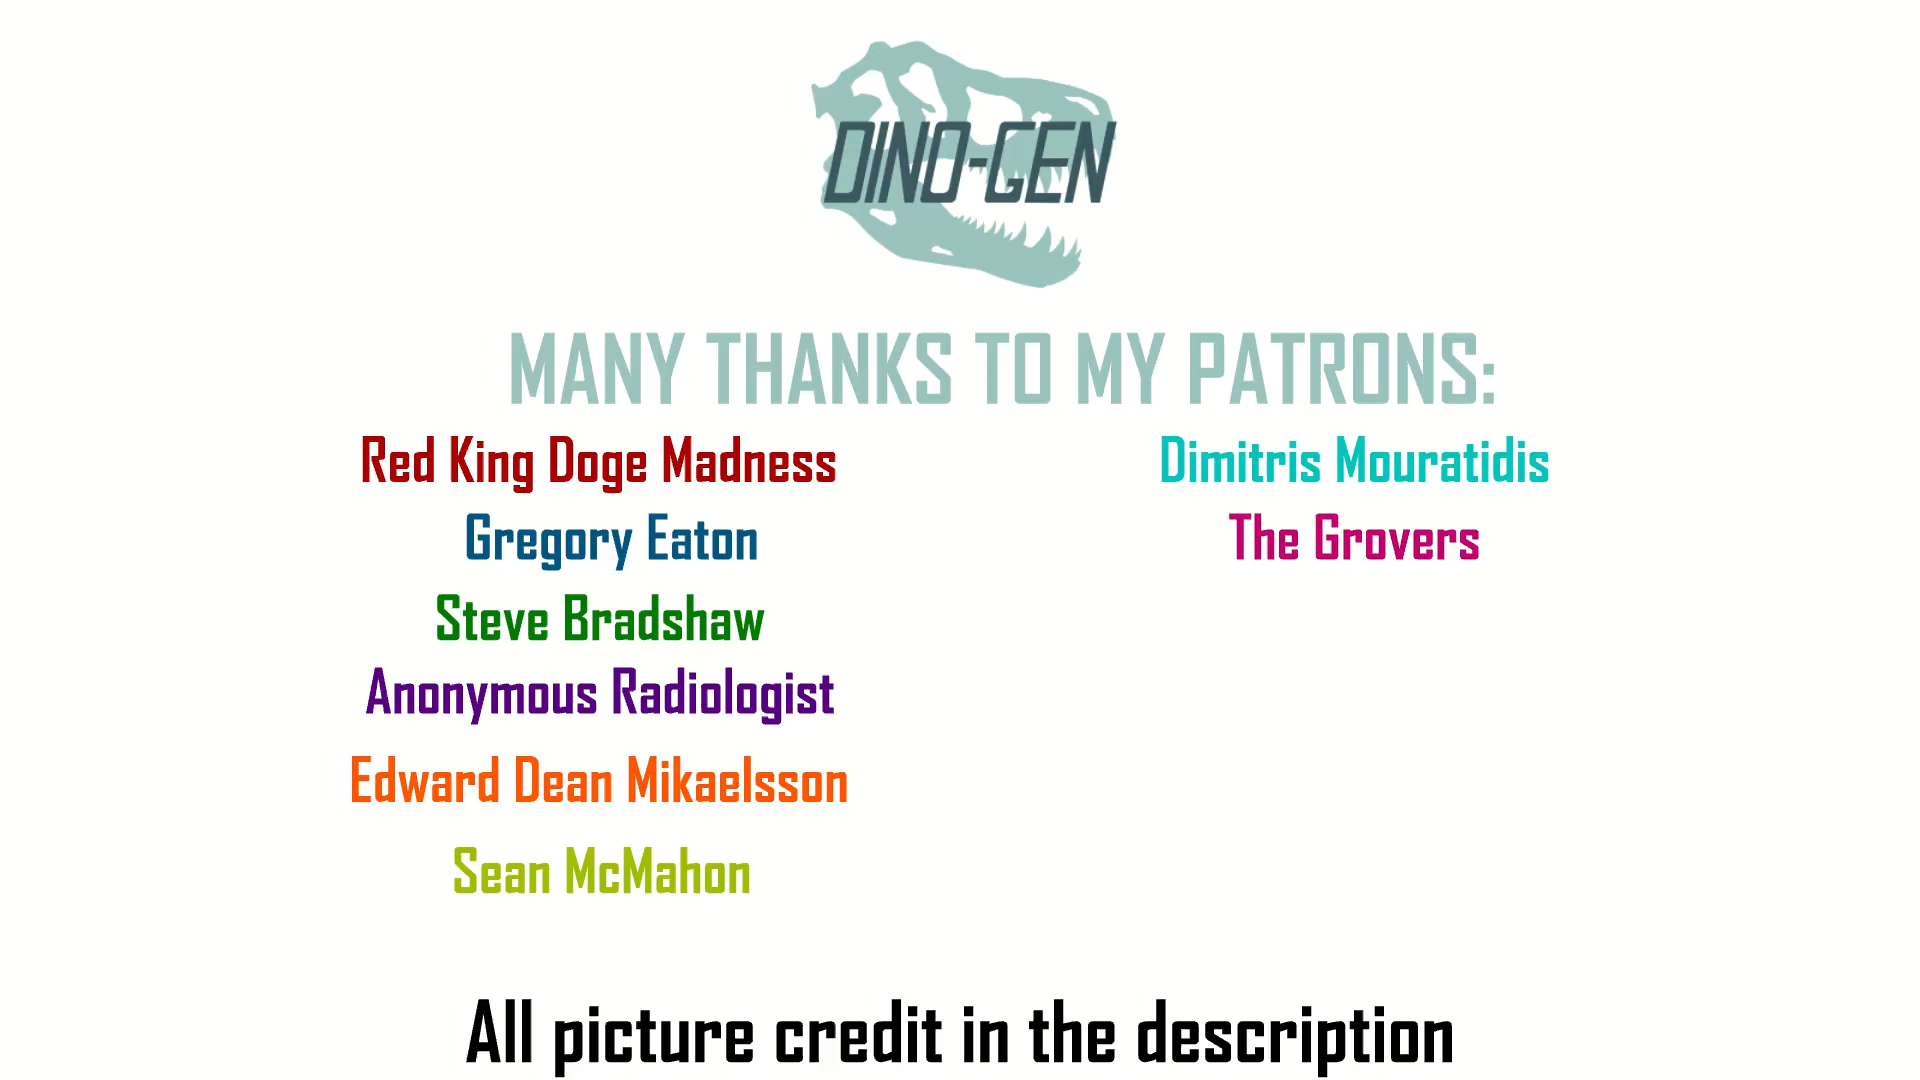 DINO-GEN
MANY THANKS TO MY PATRONS:
Red King Doge Madness
Gregory Eaton
Steve Bradshaw
Anonymous Radiologist
Edward Dean Mikaelsson
Sean McMahon
Dimitris Mouratidis
The Grovers
All picture credit in the description